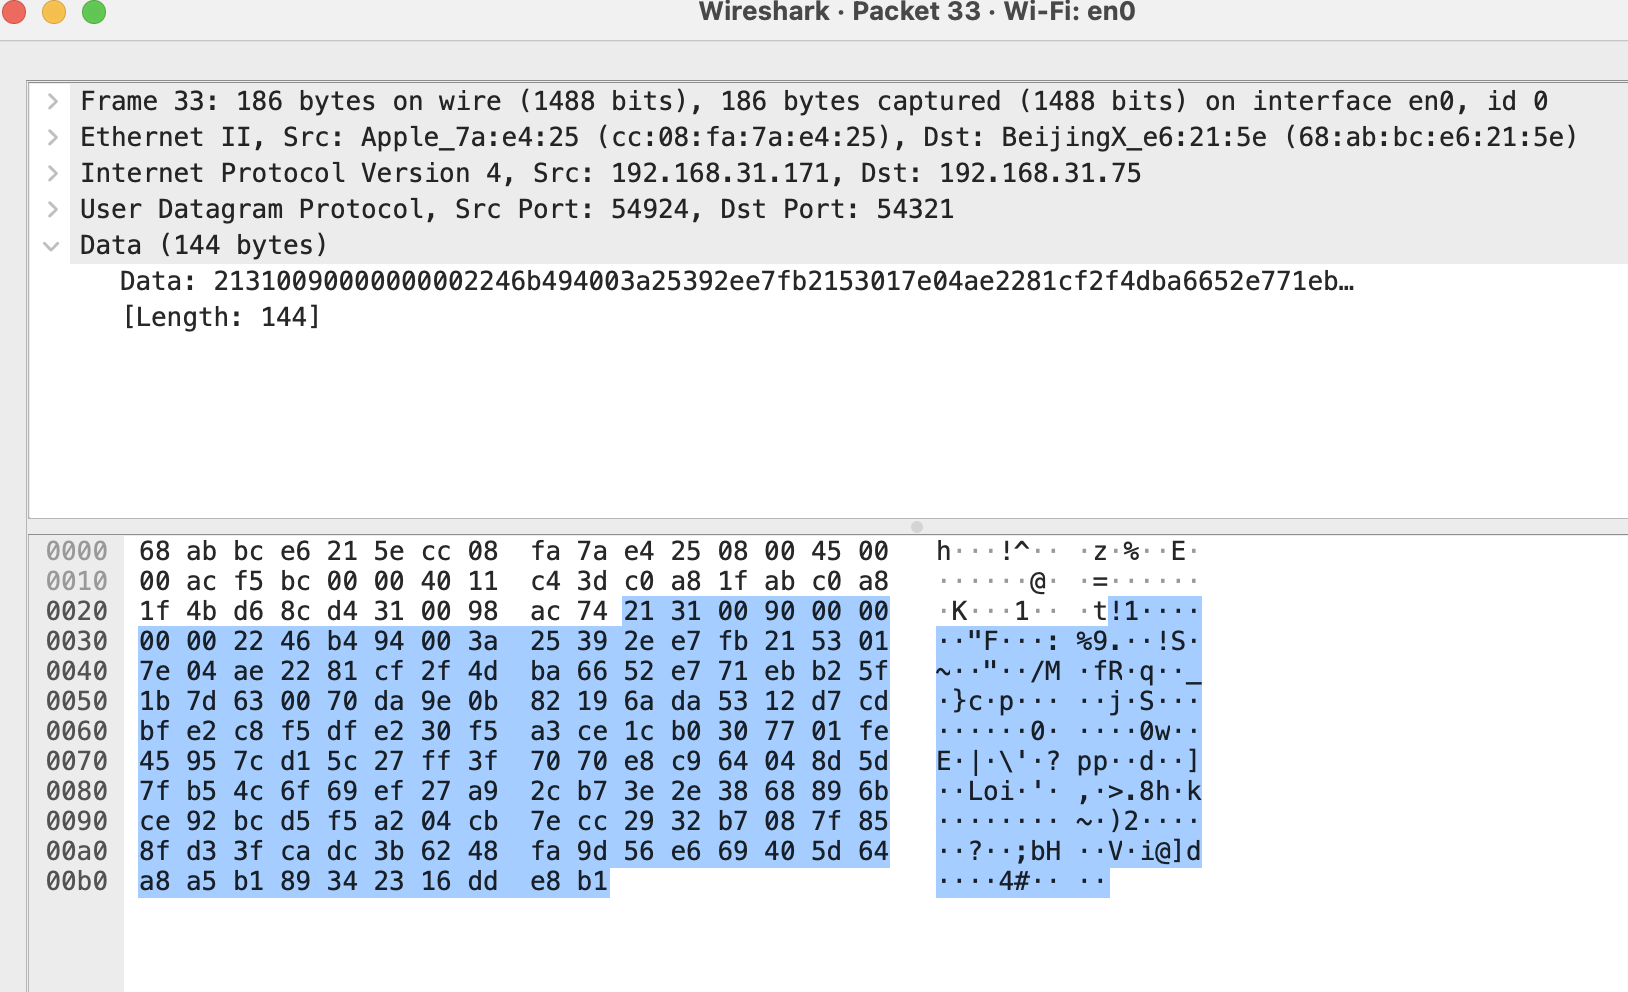 Wireshark · Packet 33 · Wi-Fi: en0
Frame 33: 186 bytes on wire (1488 bits), 186 bytes captured (1488 bits) on interface en0, id 0
Ethernet II, Src: Apple_7a:e4:25 (cc:08:fa:7a:e4:25), Dst: BeijingX_e6:21:5e (68:ab:bc:e6:21:5e)
Internet Protocol Version 4, Src: 192.168.31.171, Dst: 192.168.31.75
User Datagram Protocol, Src Port: 54924, Dst Port: 54321
Data (144 bytes)
Data: 21310090000000002246b494003a25392ee7fb2153017e04ae2281cf2f4dba6652e771eb…
[Length: 144]
0000 68 ab bc e6 21 5e cc 08 fa 7a e4 25 08 00 45 00 h···!^·· ·z·%··E·
0010 00 ac f5 bc 00 00 40 11 c4 3d c0 a8 1f ab c0 a8 ······@· ·=······
0020 1f 4b d6 8c d4 31 00 98 ac 74 21 31 00 90 00 00 ·K···1·· ·t!1····
0030 00 00 22 46 b4 94 00 3a 25 39 2e e7 fb 21 53 01 ··"F···: %9.··!S·
0040 7e 04 ae 22 81 cf 2f 4d ba 66 52 e7 71 eb b2 5f ~··"··/M ·fR·q··_
0050 1b 7d 63 00 70 da 9e 0b 82 19 6a da 53 12 d7 cd ·}c·p··· ··j·S···
0060 bf e2 c8 f5 df e2 30 f5 a3 ce 1c b0 30 77 01 fe ······0· ····0w··
0070 45 95 7c d1 5c 27 ff 3f 70 70 e8 c9 64 04 8d 5d E·|·\'·? pp··d··]
0080 7f b5 4c 6f 69 ef 27 a9 2c b7 3e 2e 38 68 89 6b ··Loi·'· ,·>.8h·k
0090 ce 92 bc d5 f5 a2 04 cb 7e cc 29 32 b7 08 7f 85 ········ ~·)2····
00a0 8f d3 3f ca dc 3b 62 48 fa 9d 56 e6 69 40 5d 64 ··?··;bH ··V·i@]d
00b0 a8 a5 b1 89 34 23 16 dd e8 b1 ····4#·· ··